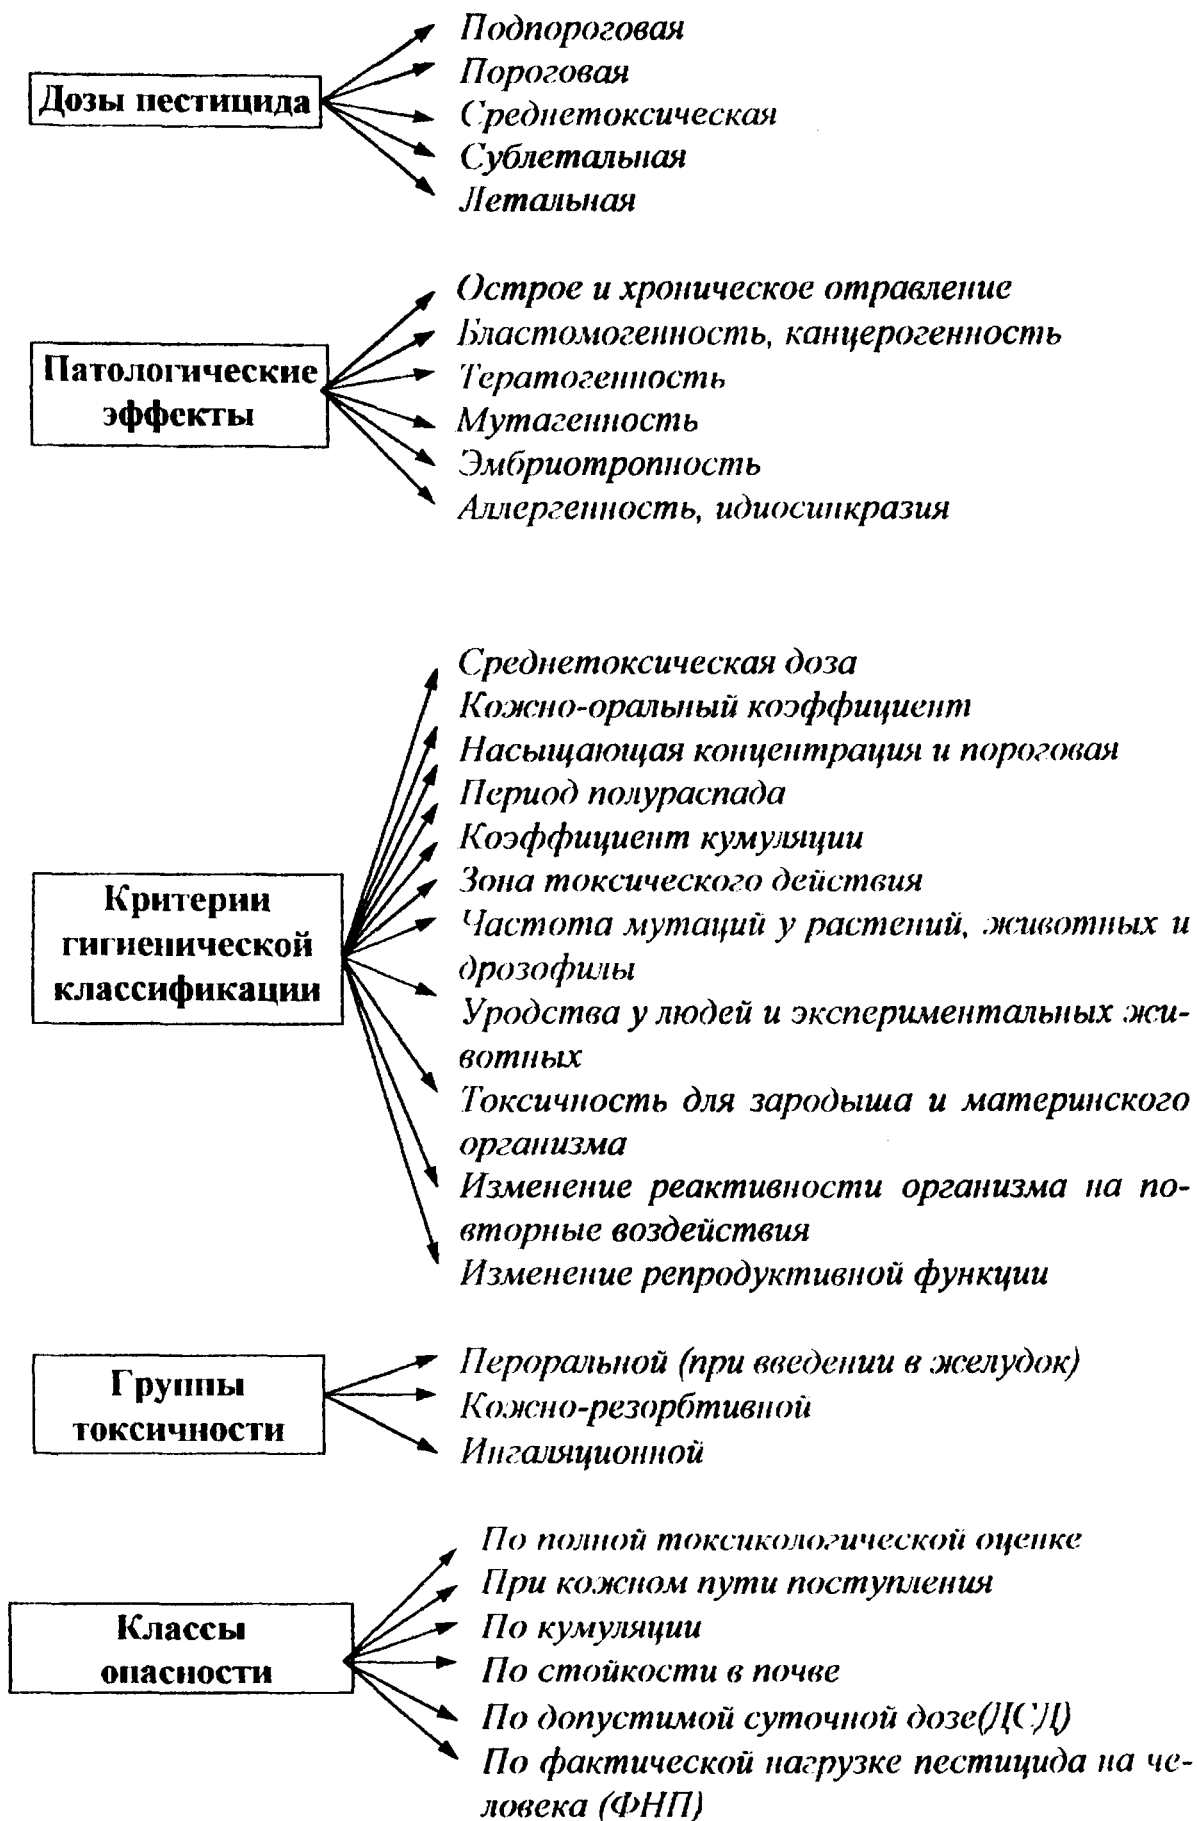 Дозы пестицида
Подпороговая
Пороговая
Среднетоксическая
Сублетальная
Летальная
Патологические
эффекты
Острое и хроническое отравление
Бластомогенность, канцерогенность
Тератогенность
Мутагенность
Эмбриотропность
Аллергенность, идиосинкразия
Критерии
гигиенической
классификации
Среднетоксическая доза
Кожно-оральный коэффициент
Насыщающая концентрация и пороговая
Период полураспада
Коэффициент кумуляции
Зона токсического действия
Частота мутаций у растений, животных и
дрозофилы
Уродства у людей и экспериментальных жи-
вотных
Токсичность для зародыша и материнского
организма
Изменение реактивности организма на по-
вторные воздействия
Изменение репродуктивной функции
Группы
токсичности
Пероральной (при введении в желудок)
Кожно-резорбтивной
Ингаляционной
Классы
опасности
По полной токсикологической оценке
При кожном пути поступления
По кумуляции
По стойкости в почве
По допустимой суточной дозе(ДСД)
По фактической нагрузке пестицида на че-
ловека (ФНП)